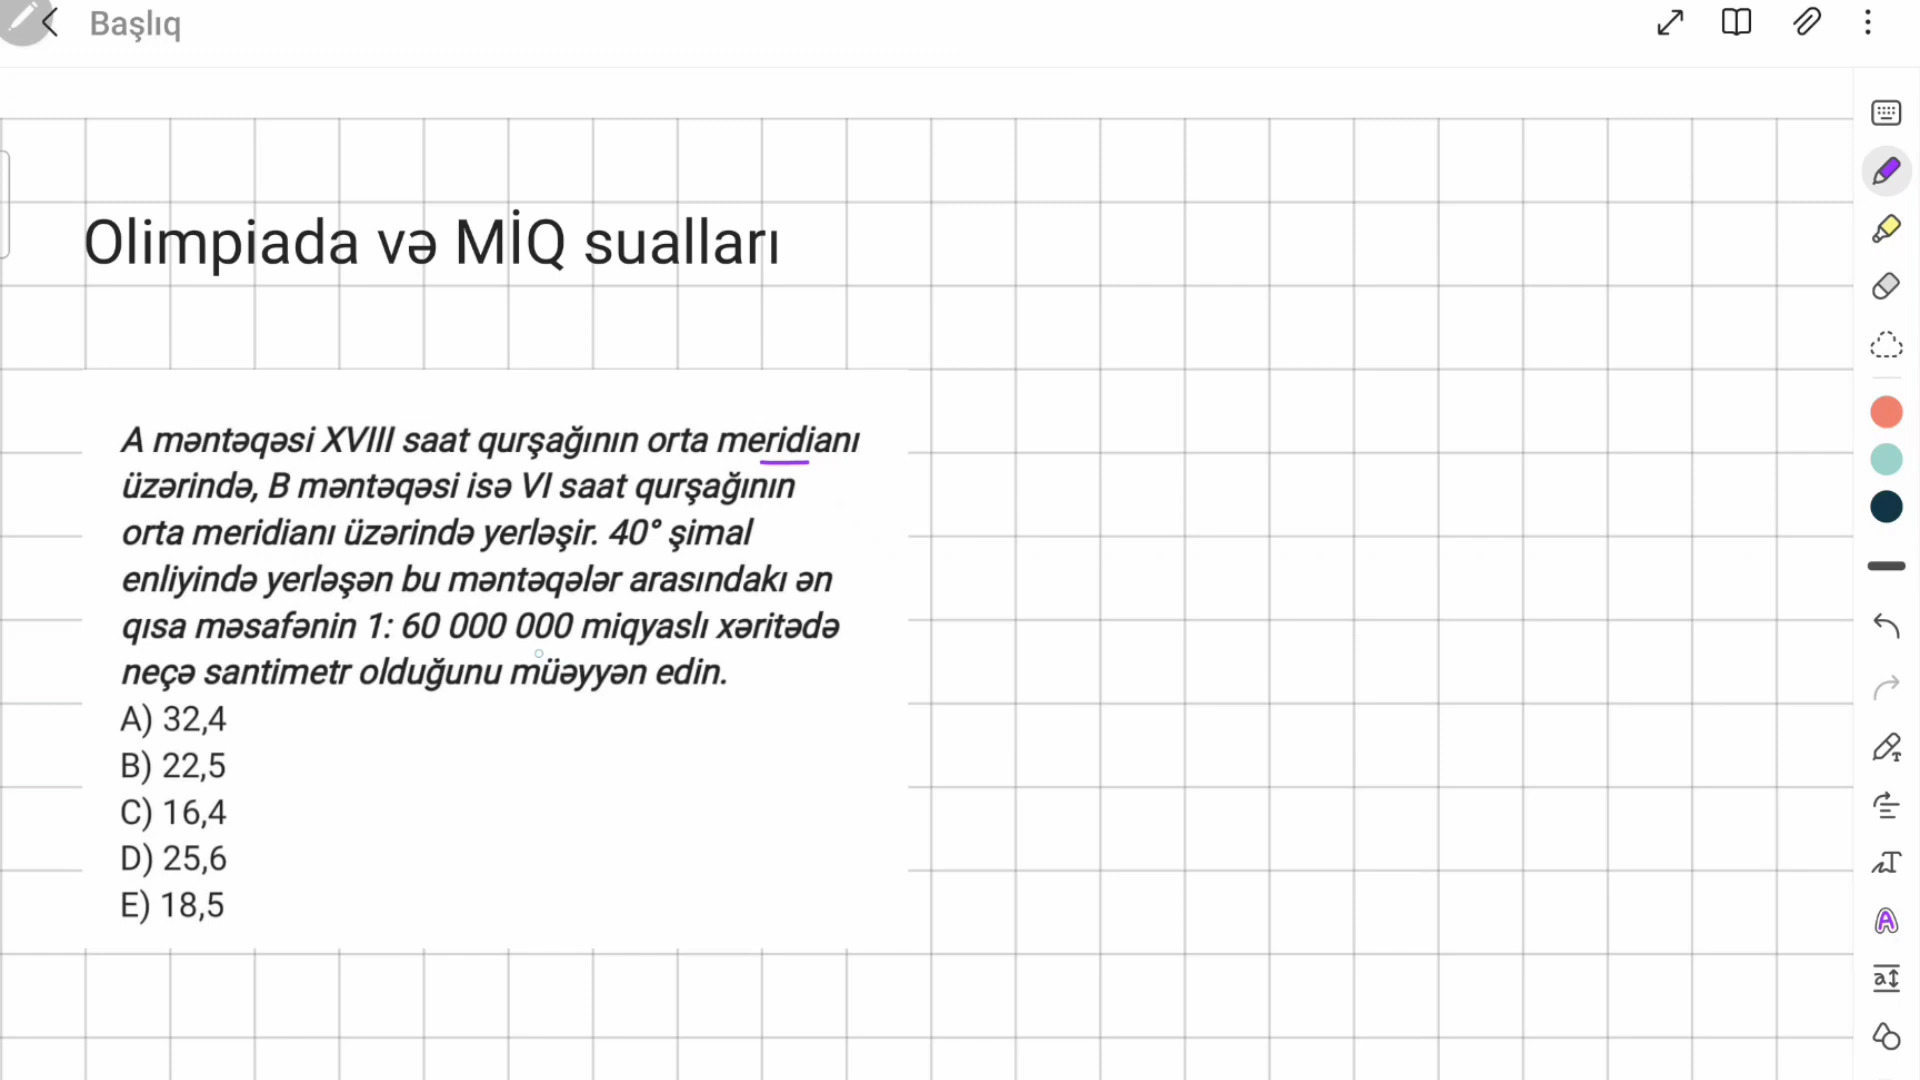 Başlıq
Olimpiada və MİQ sualları
A məntəqəsi XVIII saat qurşağının orta meridianı
üzərində, B məntəqəsi isə VI saat qurşağının
orta meridianı üzərində yerləşir. 40° şimal
enliyində yerləşən bu məntəqələr arasındakı ən
qısa məsafənin 1: 60 000 000 miqyaslı xəritədə
neçə santimetr olduğunu müəyyən edin.
A) 32,4
B) 22,5
C) 16,4
D) 25,6
E) 18,5